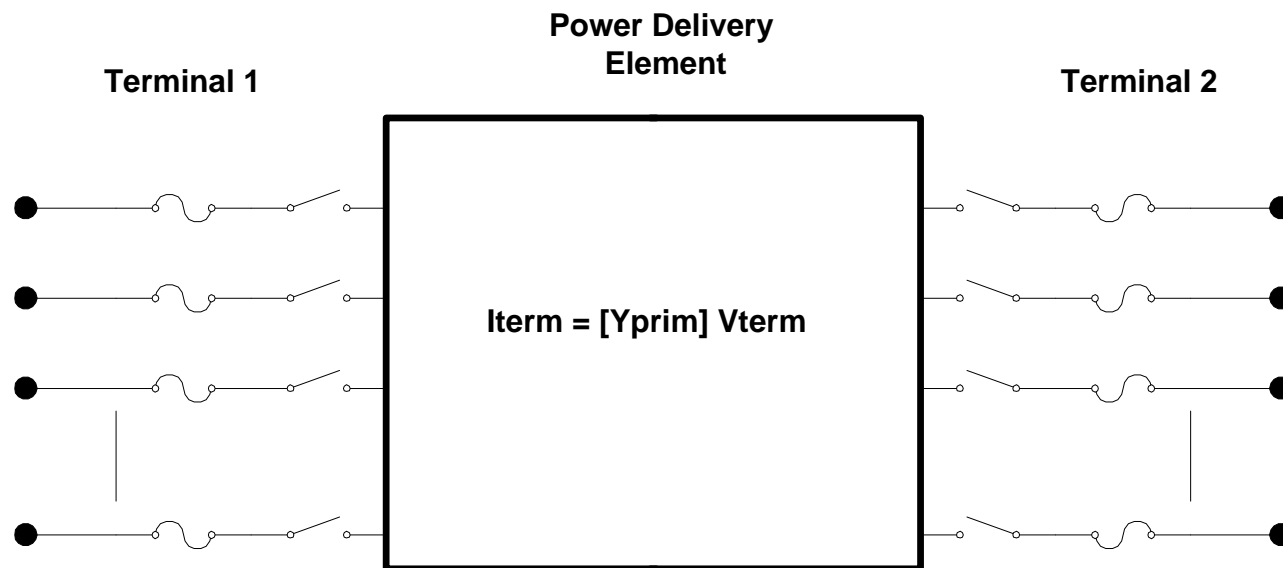 Power Delivery
Element
Terminal 1
Terminal 2
Iterm = [Yprim] Vterm